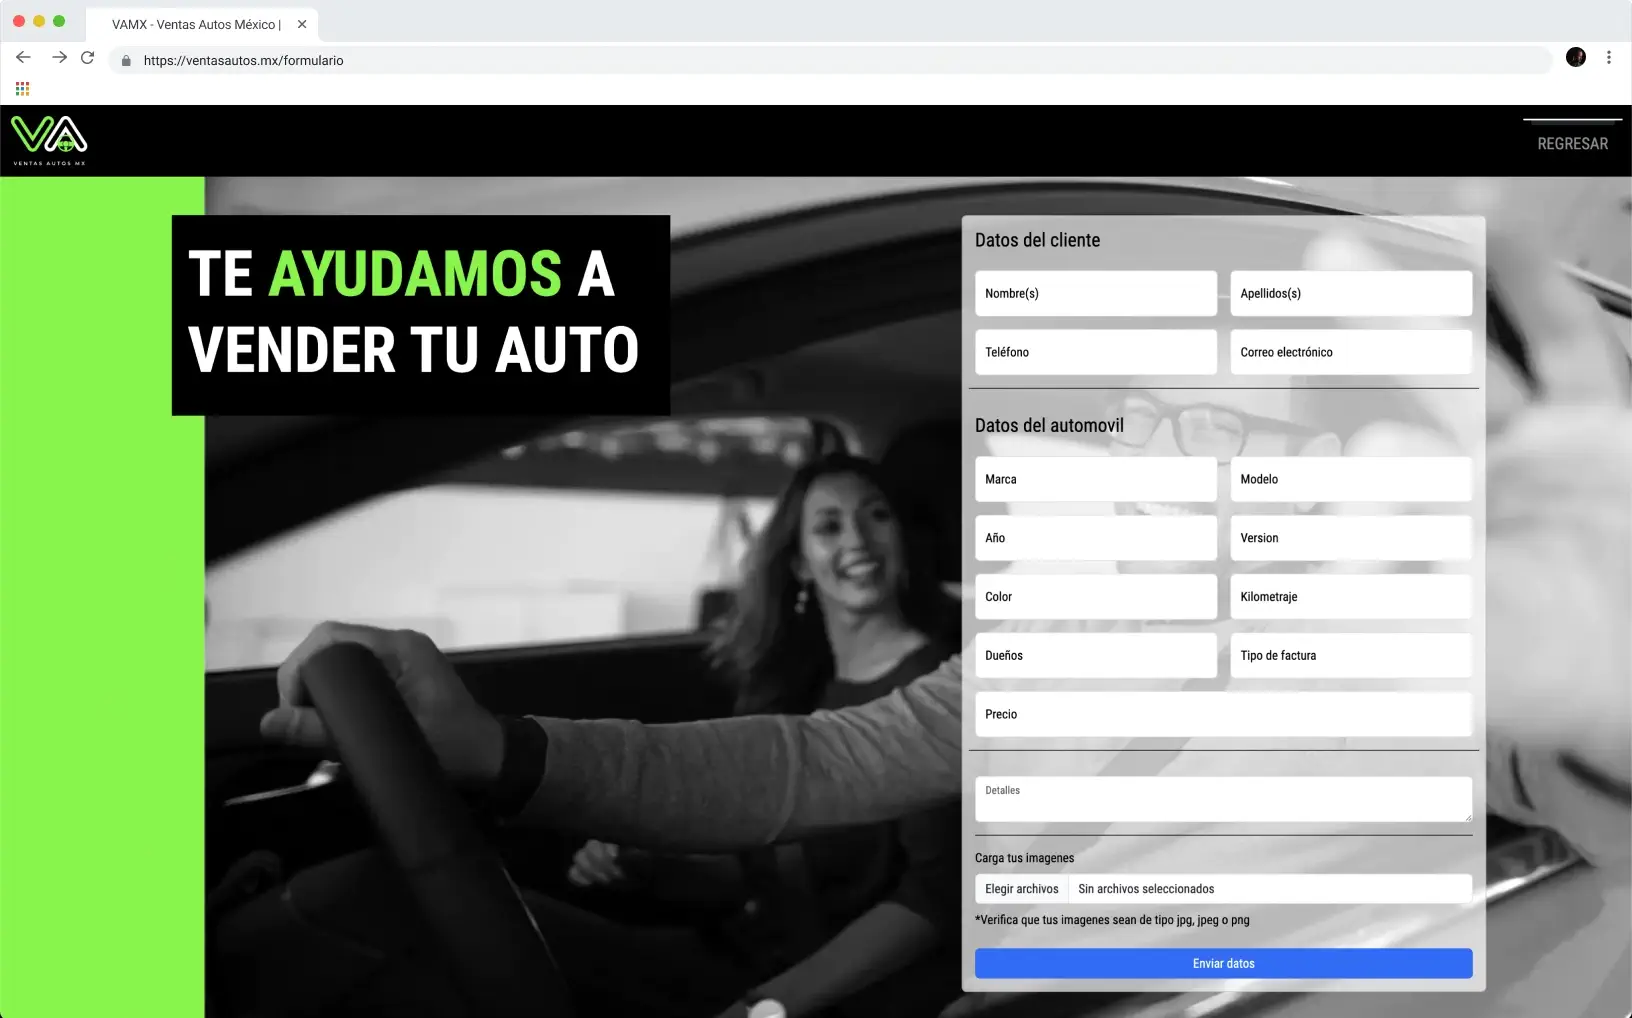 VAMX - Ventas Autos México |
https://ventasautos.mx/formulario
VA
VENTAS AUTOS MX
REGRESAR
TE AYUDAMOS A
VENDER TU AUTO
Datos del cliente
Nombre(s)
Apellidos(s)
Teléfono
Correo electrónico
Datos del automovil
Marca
Modelo
Año
Version
Color
Kilometraje
Dueños
Tipo de factura
Precio
Detalles
Carga tus imagenes
Elegir archivos
Sin archivos seleccionados
*Verifica que tus imagenes sean de tipo jpg, jpeg o png
Enviar datos